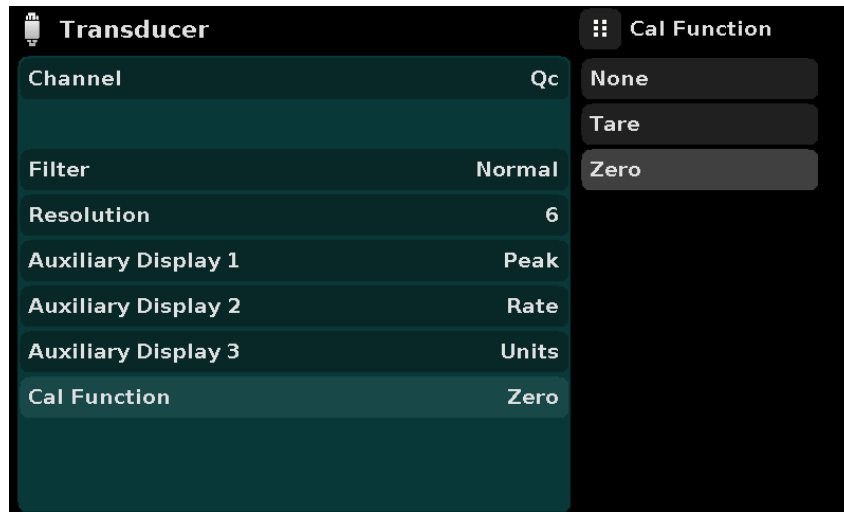 Transducer
Channel Qc
Filter Normal
Resolution 6
Auxiliary Display 1 Peak
Auxiliary Display 2 Rate
Auxiliary Display 3 Units
Cal Function Zero
Cal Function
None
Tare
Zero